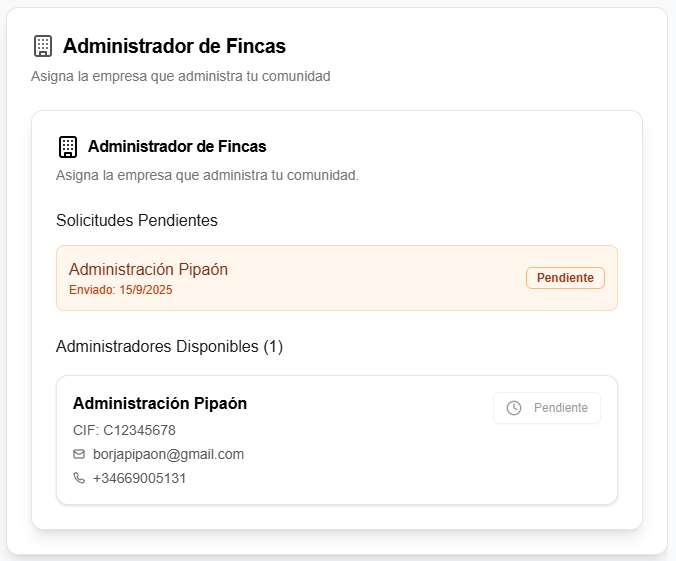 Administrador de Fincas
Asigna la empresa que administra tu comunidad
Administrador de Fincas
Asigna la empresa que administra tu comunidad.
Solicitudes Pendientes
Administración Pipaón
Pendiente
Enviado: 15/9/2025
Administradores Disponibles (1)
Administración Pipaón
Pendiente
CIF: C12345678
borjapipaon@gmail.com
+34669005131